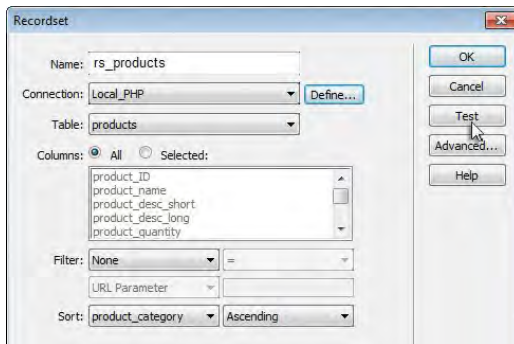 Recordset
Name: rs_products
Connection: Local_PHP Define...
Table: products
Columns: All Selected:
product_ID
product_name
product_desc_short
product_desc_long
product_quantity
Filter: None =
URL Parameter
Sort: product_category Ascending
OK
Cancel
Test
Advanced...
Help